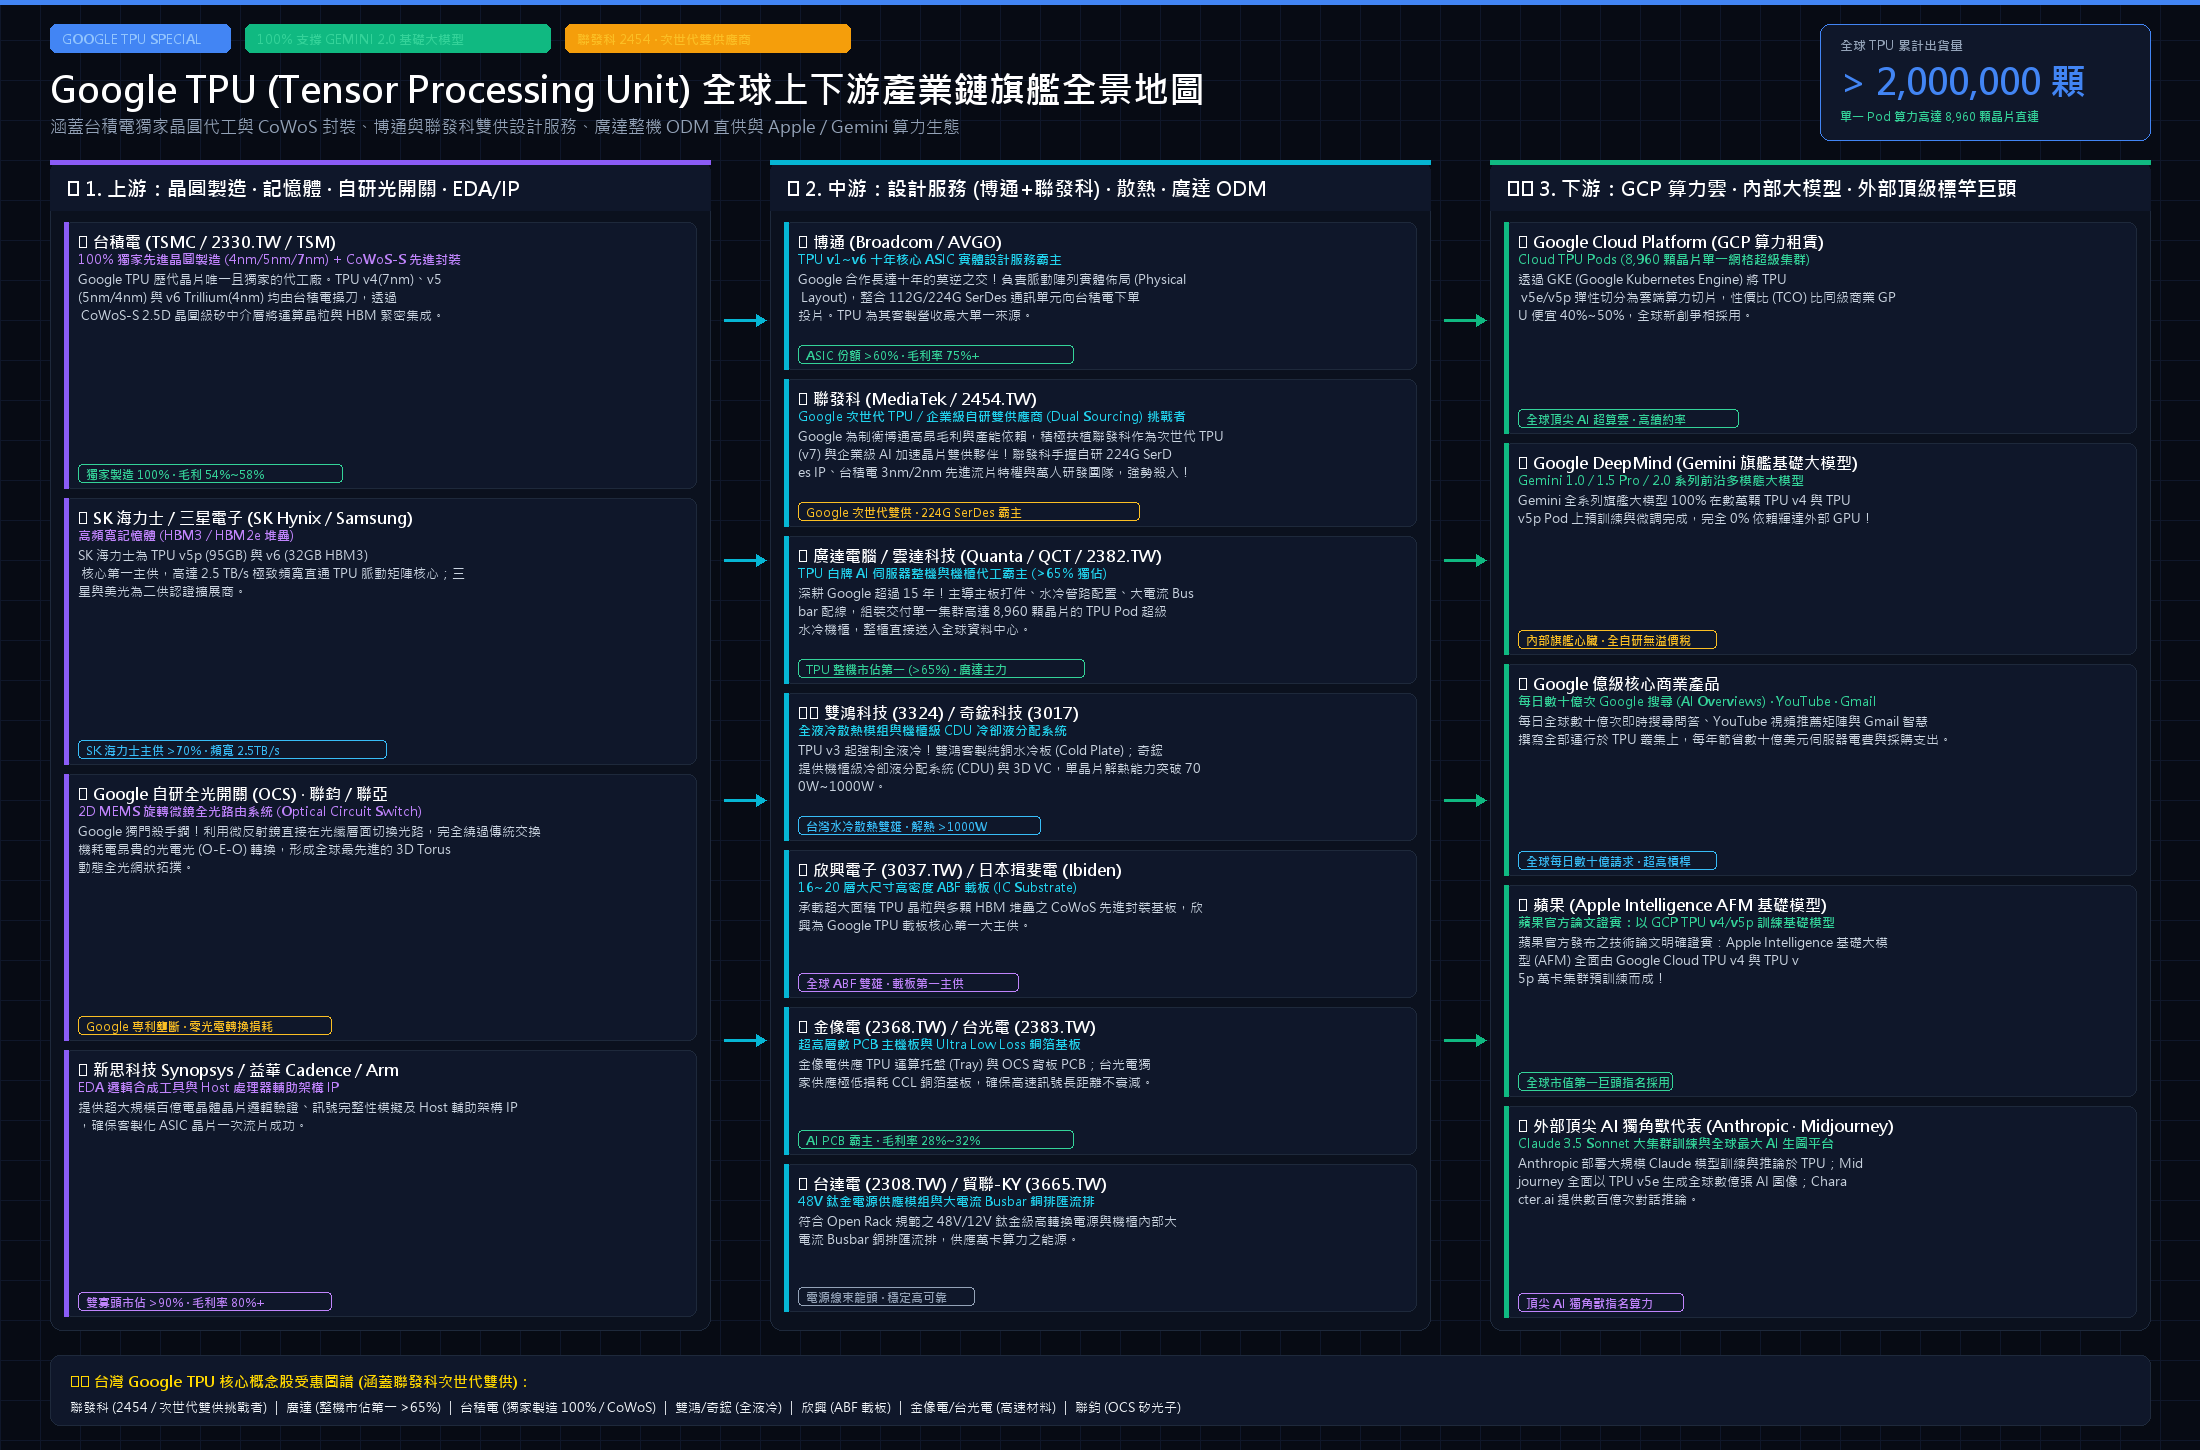 GOOGLE TPU SPECIAL
100% 支撐 GEMINI 2.0 基礎大模型
聯發科 2454 · 次世代雙供應商
Google TPU (Tensor Processing Unit) 全球上下游產業鏈旗艦全景地圖
涵蓋台積電獨家晶圓代工與 CoWoS 封裝、博通與聯發科雙供設計服務、廣達整機 ODM 直供與 Apple / Gemini 算力生態
全球 TPU 累計出貨量
> 2,000,000 顆
單一 Pod 算力高達 8,960 顆晶片直連
1. 上游：晶圓製造 · 記憶體 · 自研光開關 · EDA/IP
台積電 (TSMC / 2330.TW / TSM)
100% 獨家先進晶圓製造 (4nm/5nm/7nm) + CoWoS-S 先進封裝
Google TPU 歷代晶片唯一且獨家的代工廠。TPU v4(7nm)、v5
(5nm/4nm) 與 v6 Trillium(4nm) 均由台積電操刀，透過
CoWoS-S 2.5D 晶圓級矽中介層將運算晶粒與 HBM 緊密集成。
獨家製造 100% · 毛利 54%~58%
SK 海力士 / 三星電子 (SK Hynix / Samsung)
高頻寬記憶體 (HBM3 / HBM2e 堆疊)
SK 海力士為 TPU v5p (95GB) 與 v6 (32GB HBM3)
核心第一主供，高達 2.5 TB/s 極致頻寬直通 TPU 脈動矩陣核心；三
星與美光為二供認證擴展商。
SK 海力士主供 >70% · 頻寬 2.5TB/s
Google 自研全光開關 (OCS) · 聯鈞 / 聯亞
2D MEMS 旋轉微鏡全光路由系統 (Optical Circuit Switch)
Google 獨門殺手鐧！利用微反射鏡直接在光纖層面切換光路，完全繞過傳統交換
機耗電昂貴的光電光 (O-E-O) 轉換，形成全球最先進的 3D Torus
動態全光網狀拓撲。
Google 專利壟斷 · 零光電轉換損耗
新思科技 Synopsys / 益華 Cadence / Arm
EDA 邏輯合成工具與 Host 處理器輔助架構 IP
提供超大規模百億電晶體晶片邏輯驗證、訊號完整性模擬及 Host 輔助架構 IP
，確保客製化 ASIC 晶片一次流片成功。
雙寡頭市佔 >90% · 毛利率 80%+
2. 中游：設計服務 (博通+聯發科) · 散熱 · 廣達 ODM
博通 (Broadcom / AVGO)
TPU v1~v6 十年核心 ASIC 實體設計服務霸主
Google 合作長達十年的莫逆之交！負責脈動陣列實體佈局 (Physical
Layout)，整合 112G/224G SerDes 通訊單元向台積電下單
投片。TPU 為其客製營收最大單一來源。
ASIC 份額 >60% · 毛利率 75%+
聯發科 (MediaTek / 2454.TW)
Google 次世代 TPU / 企業級自研雙供應商 (Dual Sourcing) 挑戰者
Google 為制衡博通高昂毛利與產能依賴，積極扶植聯發科作為次世代 TPU
(v7) 與企業級 AI 加速晶片雙供夥伴！聯發科手握自研 224G SerD
es IP、台積電 3nm/2nm 先進流片特權與萬人研發團隊，強勢殺入！
Google 次世代雙供 · 224G SerDes 霸主
廣達電腦 / 雲達科技 (Quanta / QCT / 2382.TW)
TPU 白牌 AI 伺服器整機與機櫃代工霸主 (>65% 獨佔)
深耕 Google 超過 15 年！主導主板打件、水冷管路配置、大電流 Bus
bar 配線，組裝交付單一集群高達 8,960 顆晶片的 TPU Pod 超級
水冷機櫃，整櫃直接送入全球資料中心。
TPU 整機市佔第一 (>65%) · 廣達主力
雙鴻科技 (3324) / 奇鋐科技 (3017)
全液冷散熱模組與機櫃級 CDU 冷卻液分配系統
TPU v3 起強制全液冷！雙鴻客製純銅水冷板 (Cold Plate)；奇鋐
提供機櫃級冷卻液分配系統 (CDU) 與 3D VC，單晶片解熱能力突破 70
0W~1000W。
台灣水冷散熱雙雄 · 解熱 >1000W
欣興電子 (3037.TW) / 日本揖斐電 (Ibiden)
16~20 層大尺寸高密度 ABF 載板 (IC Substrate)
承載超大面積 TPU 晶粒與多顆 HBM 堆疊之 CoWoS 先進封裝基板，欣
興為 Google TPU 載板核心第一大主供。
全球 ABF 雙雄 · 載板第一主供
金像電 (2368.TW) / 台光電 (2383.TW)
超高層數 PCB 主機板與 Ultra Low Loss 銅箔基板
金像電供應 TPU 運算托盤 (Tray) 與 OCS 背板 PCB；台光電獨
家供應極低損耗 CCL 銅箔基板，確保高速訊號長距離不衰減。
AI PCB 霸主 · 毛利率 28%~32%
台達電 (2308.TW) / 貿聯-KY (3665.TW)
48V 鈦金電源供應模組與大電流 Busbar 銅排匯流排
符合 Open Rack 規範之 48V/12V 鈦金級高轉換電源與機櫃內部大
電流 Busbar 銅排匯流排，供應萬卡算力之能源。
電源線束龍頭 · 穩定高可靠
3. 下游：GCP 算力雲 · 內部大模型 · 外部頂級標竿巨頭
Google Cloud Platform (GCP 算力租賃)
Cloud TPU Pods (8,960 顆晶片單一網格超級集群)
透過 GKE (Google Kubernetes Engine) 將 TPU
v5e/v5p 彈性切分為雲端算力切片，性價比 (TCO) 比同級商業 GP
U 便宜 40%~50%，全球新創爭相採用。
全球頂尖 AI 超算雲 · 高續約率
Google DeepMind (Gemini 旗艦基礎大模型)
Gemini 1.0 / 1.5 Pro / 2.0 系列前沿多模態大模型
Gemini 全系列旗艦大模型 100% 在數萬顆 TPU v4 與 TPU
v5p Pod 上預訓練與微調完成，完全 0% 依賴輝達外部 GPU！
內部旗艦心臟 · 全自研無溢價稅
Google 億級核心商業產品
每日數十億次 Google 搜尋 (AI Overviews) · YouTube · Gmail
每日全球數十億次即時搜尋問答、YouTube 視頻推薦矩陣與 Gmail 智慧
撰寫全部運行於 TPU 叢集上，每年節省數十億美元伺服器電費與採購支出。
全球每日數十億請求 · 超高槓桿
蘋果 (Apple Intelligence AFM 基礎模型)
蘋果官方論文證實：以 GCP TPU v4/v5p 訓練基礎模型
蘋果官方發布之技術論文明確證實：Apple Intelligence 基礎大模
型 (AFM) 全面由 Google Cloud TPU v4 與 TPU v
5p 萬卡集群預訓練而成！
全球市值第一巨頭指名採用
外部頂尖 AI 獨角獸代表 (Anthropic · Midjourney)
Claude 3.5 Sonnet 大集群訓練與全球最大 AI 生圖平台
Anthropic 部署大規模 Claude 模型訓練與推論於 TPU；Mid
journey 全面以 TPU v5e 生成全球數億張 AI 圖像；Chara
cter.ai 提供數百億次對話推論。
頂尖 AI 獨角獸指名算力
台灣 Google TPU 核心概念股受惠圖譜 (涵蓋聯發科次世代雙供)：
聯發科 (2454 / 次世代雙供挑戰者) | 廣達 (整機市佔第一 >65%) | 台積電 (獨家製造 100% / CoWoS) | 雙鴻/奇鋐 (全液冷) | 欣興 (ABF 載板) | 金像電/台光電 (高速材料) | 聯鈞 (OCS 矽光子)